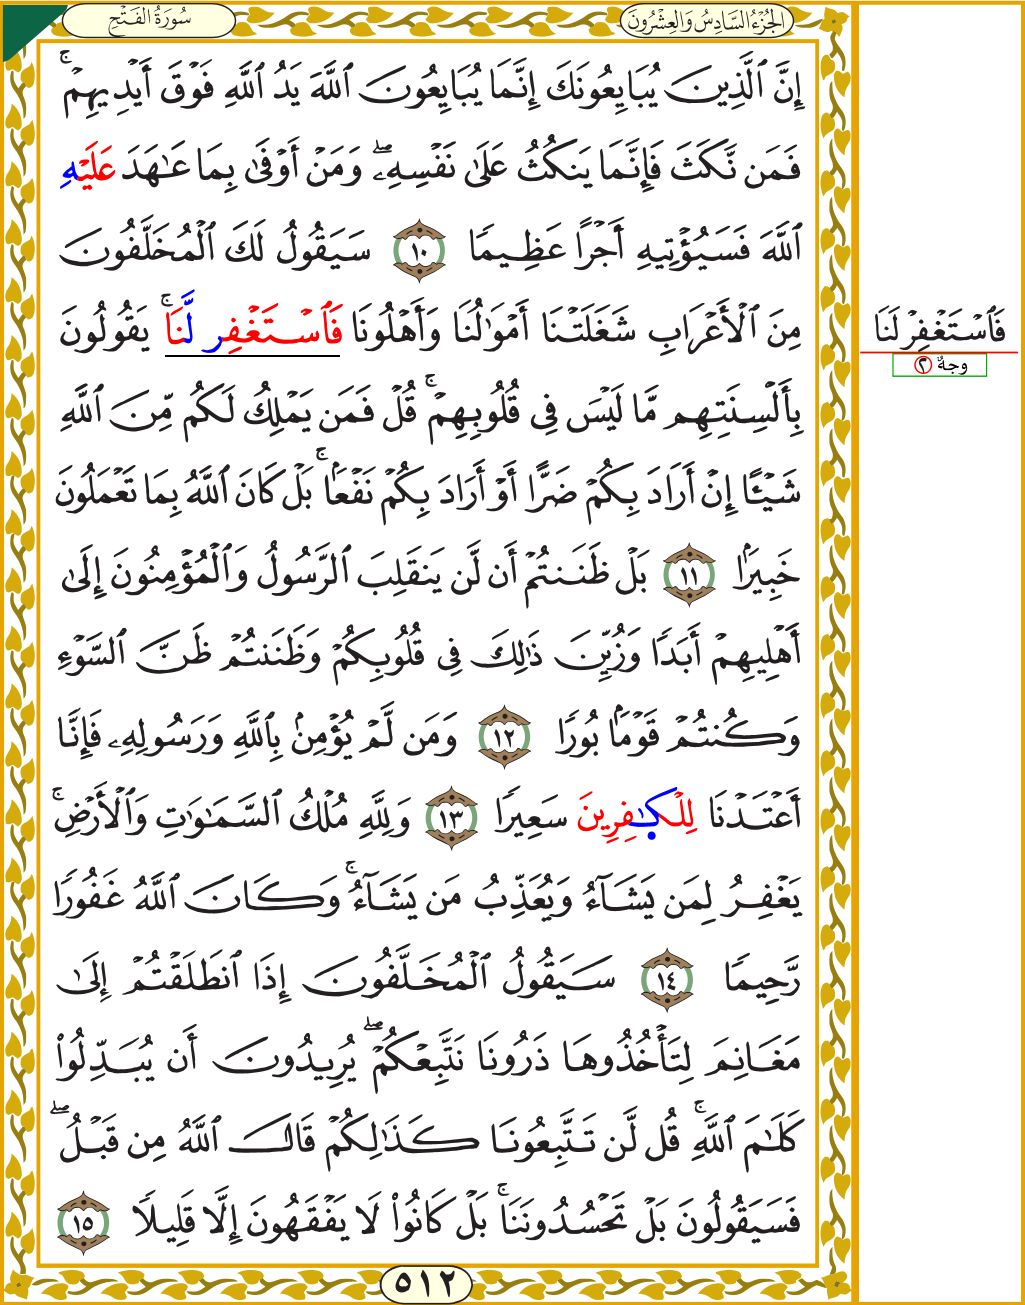 الجُزْءُ السَّادِسُ وَالعِشْرُونَ
سُورَةُ الفَتْحِ
إِنَّ ٱلَّذِينَ يُبَايِعُونَكَ إِنَّمَا يُبَايِعُونَ ٱللَّهَ يَدُ ٱللَّهِ فَوْقَ أَيْدِيهِمْۚ
فَمَن نَّكَثَ فَإِنَّمَا يَنكُثُ عَلَىٰ نَفْسِهِۦۖ وَمَنْ أَوْفَىٰ بِمَا عَـٰهَدَ عَلَيْهِ
ٱللَّهَ فَسَيُؤْتِيهِ أَجْرًا عَظِيمًا ١٠ سَيَقُولُ لَكَ ٱلْمُخَلَّفُونَ
مِنَ ٱلْأَعْرَابِ شَغَلَتْنَا أَمْوَٰلُنَا وَأَهْلُونَا فَٱسْتَغْفِر لَّنَاۚ يَقُولُونَ
بِأَلْسِنَتِهِم مَّا لَيْسَ فِى قُلُوبِهِمْۚ قُلْ فَمَن يَمْلِكُ لَكُم مِّنَ ٱللَّهِ
شَيْـًٔا إِنْ أَرَادَ بِكُمْ ضَرًّا أَوْ أَرَادَ بِكُمْ نَفْعَۢاۚ بَلْ كَانَ ٱللَّهُ بِمَا تَعْمَلُونَ
خَبِيرَۢا ١١ بَلْ ظَنَنتُمْ أَن لَّن يَنقَلِبَ ٱلرَّسُولُ وَٱلْمُؤْمِنُونَ إِلَىٰ
أَهْلِيهِمْ أَبَدًا وَزُيِّنَ ذَٰلِكَ فِى قُلُوبِكُمْ وَظَنَنتُمْ ظَنَّ ٱلسَّوْءِ
وَكُنتُمْ قَوْمَۢا بُورًا ١٢ وَمَن لَّمْ يُؤْمِنۢ بِٱللَّهِ وَرَسُولِهِۦ فَإِنَّا
أَعْتَدْنَا لِلْكَـٰفِرِينَ سَعِيرًا ١٣ وَلِلَّهِ مُلْكُ ٱلسَّمَـٰوَٰتِ وَٱلْأَرْضِۚ
يَغْفِرُ لِمَن يَشَآءُ وَيُعَذِّبُ مَن يَشَآءُۚ وَكَانَ ٱللَّهُ غَفُورًا
رَّحِيمًا ١٤ سَيَقُولُ ٱلْمُخَلَّفُونَ إِذَا ٱنطَلَقْتُمْ إِلَىٰ
مَغَانِمَ لِتَأْخُذُوهَا ذَرُونَا نَتَّبِعْكُمْۖ يُرِيدُونَ أَن يُبَدِّلُوا۟
كَلَـٰمَ ٱللَّهِۚ قُل لَّن تَتَّبِعُونَا كَذَٰلِكُمْ قَالَ ٱللَّهُ مِن قَبْلُۖ
فَسَيَقُولُونَ بَلْ تَحْسُدُونَنَاۚ بَلْ كَانُوا۟ لَا يَفْقَهُونَ إِلَّا قَلِيلًا ١٥
٥١٢
فَٱسْتَغْفِرْ لَنَا
وجهٌ ٢